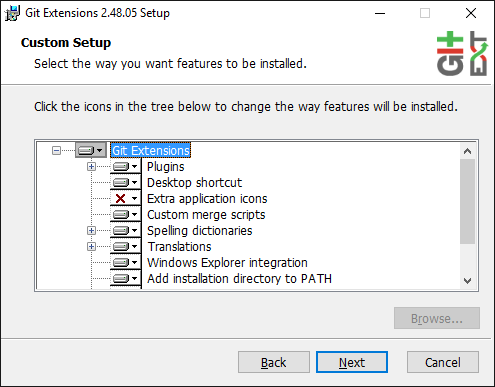 Git Extensions 2.48.05 Setup
Custom Setup
Select the way you want features to be installed.
Git
EXT
Click the icons in the tree below to change the way features will be installed.
Git Extensions
Plugins
Desktop shortcut
Extra application icons
Custom merge scripts
Spelling dictionaries
Translations
Windows Explorer integration
Add installation directory to PATH
Browse...
Back
Next
Cancel